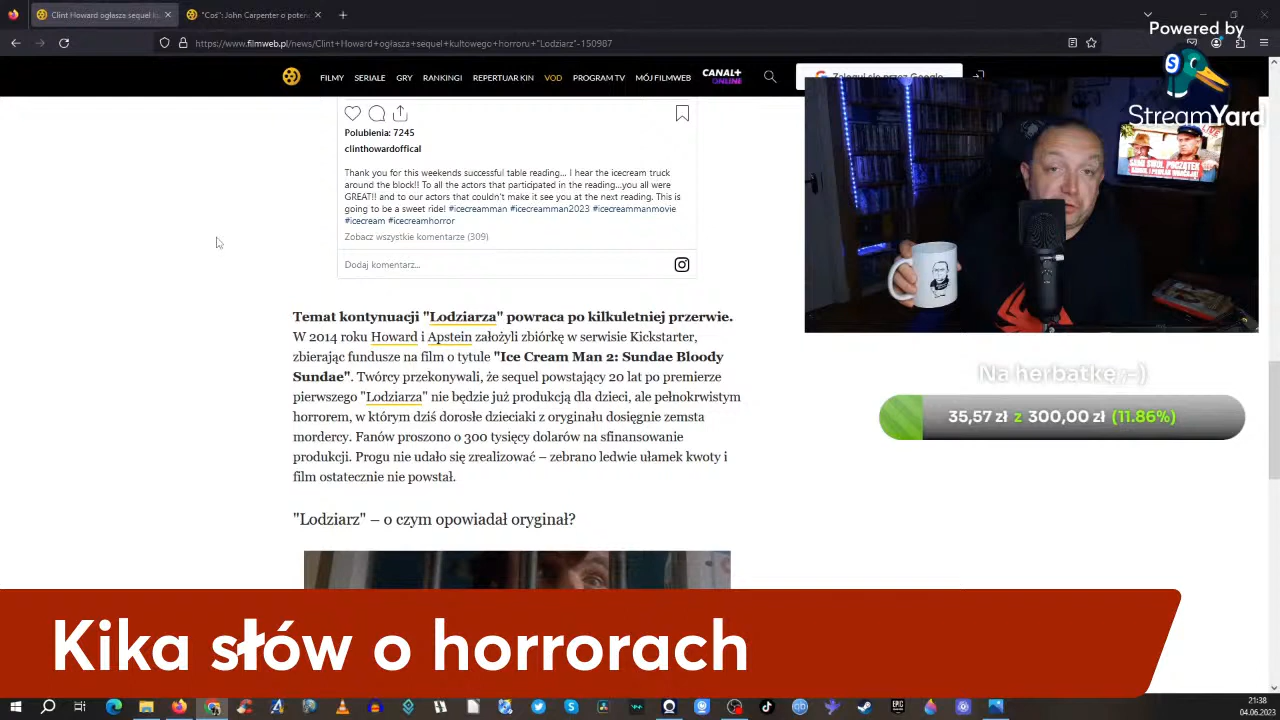 Clint Howard ogłasza sequel ku
"Coś": John Carpenter o poten
https://www.filmweb.pl/news/Clint+Howard+ogłasza+sequel+kultowego+horroru+"Lodziarz"-150987
Powered by
StreamYard
FILMY SERIALE GRY RANKINGI REPERTUAR KIN VOD PROGRAM TV MÓJ FILMWEB CANAL+ ONLINE
Zaloguj się przez Google
Polubienia: 7245
clinthowardoffical
Thank you for this weekends successful table reading... I hear the icecream truck
around the block!! To all the actors that participated in the reading...you all were
GREAT!! and to our actors that couldn't make it see you at the next reading. This is
going to be a sweet ride! #icecreamman #icecreamman2023 #icecreammanmovie
#icecream #icecreamhorror
Zobacz wszystkie komentarze (309)
Dodaj komentarz...
LIVE
SAMI SWOI. POCZĄTEK
Temat kontynuacji "Lodziarza" powraca po kilkuletniej przerwie.
W 2014 roku Howard i Apstein założyli zbiórkę w serwisie Kickstarter,
zbierając fundusze na film o tytule "Ice Cream Man 2: Sundae Bloody
Sundae". Twórcy przekonywali, że sequel powstający 20 lat po premierze
pierwszego "Lodziarza" nie będzie już produkcją dla dzieci, ale pełnokrwistym
horrorem, w którym dziś dorosłe dzieciaki z oryginału dosięgnie zemsta
mordercy. Fanów proszono o 300 tysięcy dolarów na sfinansowanie
produkcji. Progu nie udało się zrealizować – zebrano ledwie ułamek kwoty i
film ostatecznie nie powstał.
"Lodziarz" – o czym opowiadał oryginał?
Na herbatkę ;-)
35,57 zł z 300,00 zł (11.86%)
Kika słów o horrorach
21:38
04.06.2023